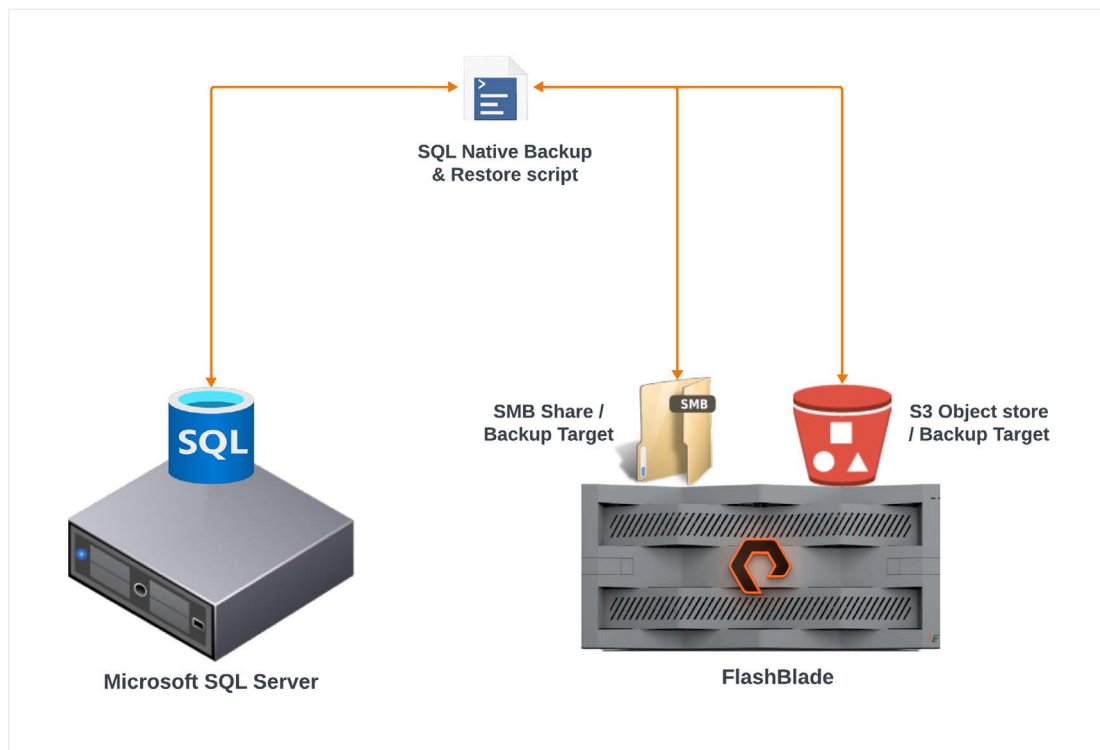 SQL Native Backup
& Restore script
SMB Share /
Backup Target
SMB
S3 Object store
/ Backup Target
SQL
Microsoft SQL Server
FlashBlade